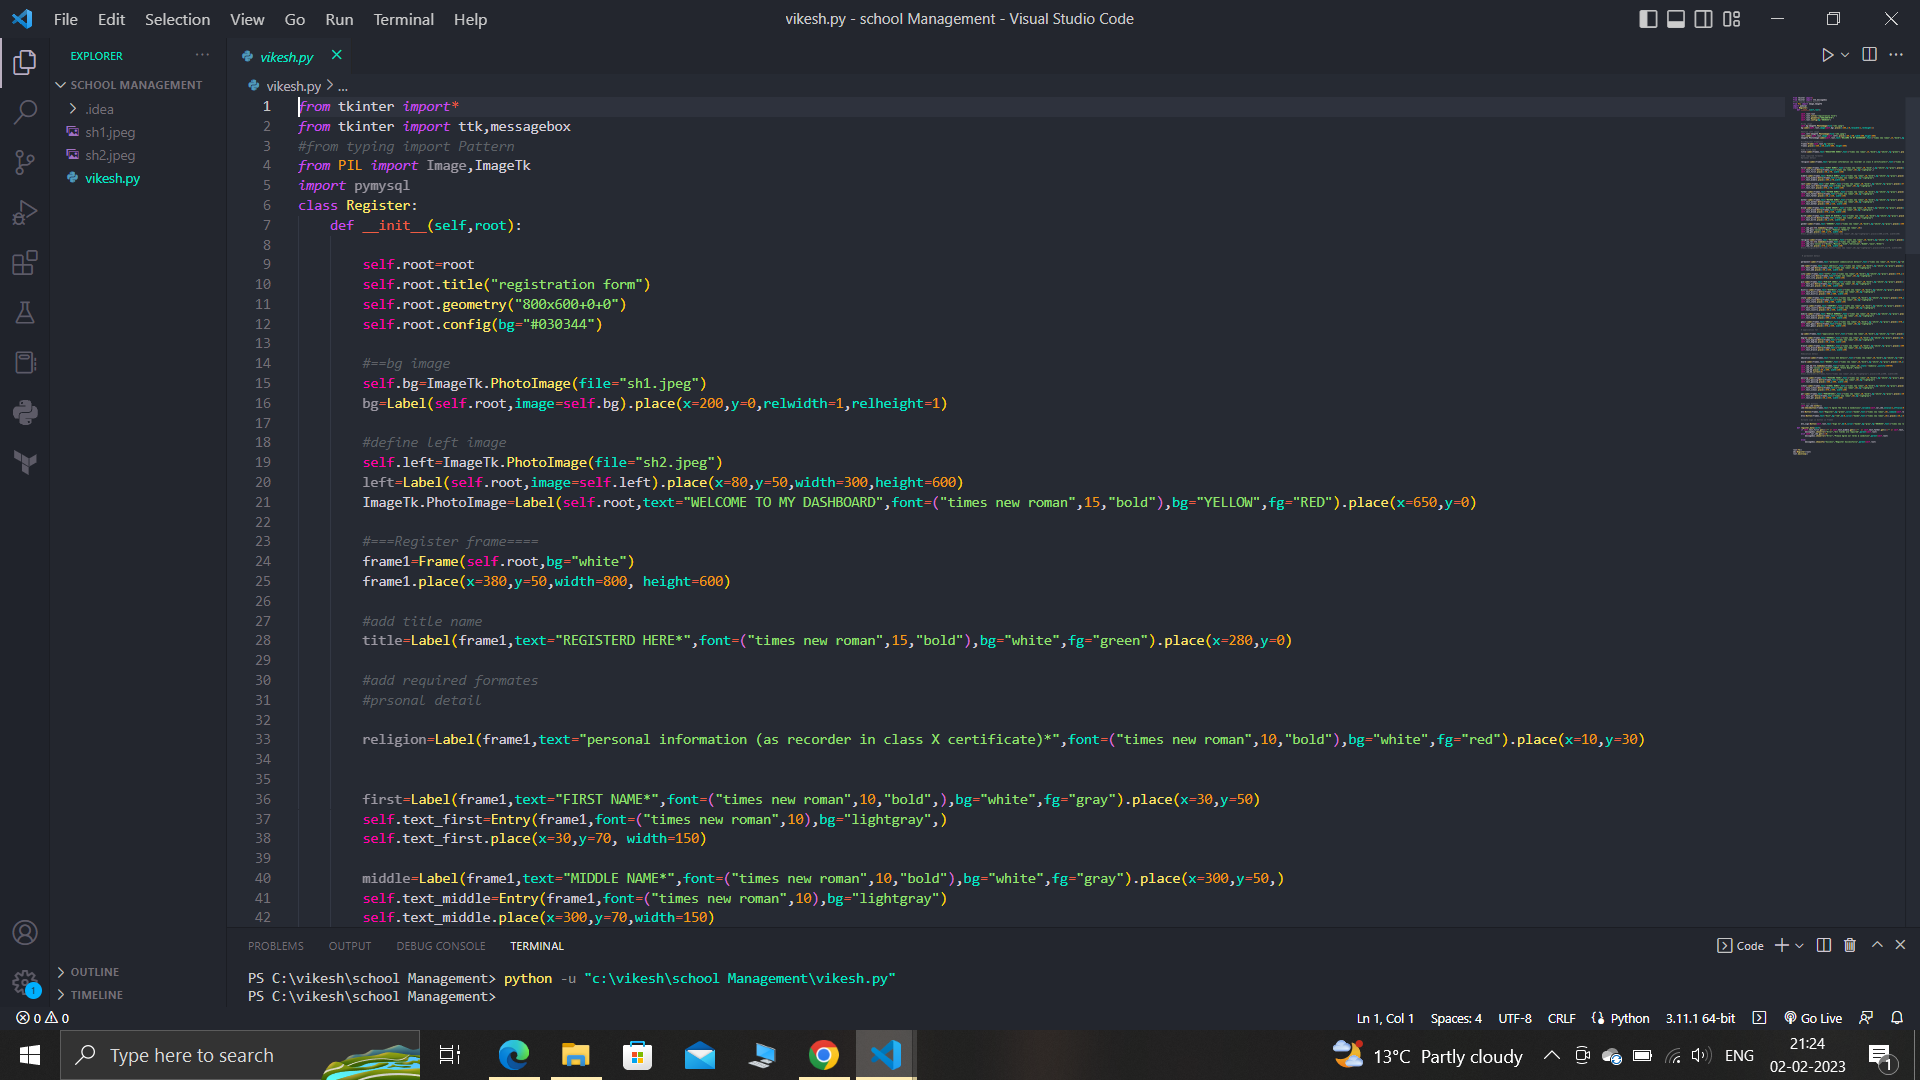 File Edit Selection View Go Run Terminal Help
vikesh.py - school Management - Visual Studio Code
EXPLORER
SCHOOL MANAGEMENT
.idea
sh1.jpeg
sh2.jpeg
vikesh.py
OUTLINE
TIMELINE
vikesh.py
vikesh.py > ...
1 from tkinter import*
2 from tkinter import ttk,messagebox
3 #from typing import Pattern
4 from PIL import Image,ImageTk
5 import pymysql
6 class Register:
7 def __init__(self,root):
8
9 self.root=root
10 self.root.title("registration form")
11 self.root.geometry("800x600+0+0")
12 self.root.config(bg="#030344")
13
14 #==bg image
15 self.bg=ImageTk.PhotoImage(file="sh1.jpeg")
16 bg=Label(self.root,image=self.bg).place(x=200,y=0,relwidth=1,relheight=1)
17
18 #define left image
19 self.left=ImageTk.PhotoImage(file="sh2.jpeg")
20 left=Label(self.root,image=self.left).place(x=80,y=50,width=300,height=600)
21 ImageTk.PhotoImage=Label(self.root,text="WELCOME TO MY DASHBOARD",font=("times new roman",15,"bold"),bg="YELLOW",fg="RED").place(x=650,y=0)
22
23 #===Register frame====
24 frame1=Frame(self.root,bg="white")
25 frame1.place(x=380,y=50,width=800, height=600)
26
27 #add title name
28 title=Label(frame1,text="REGISTERD HERE*",font=("times new roman",15,"bold"),bg="white",fg="green").place(x=280,y=0)
29
30 #add required formates
31 #prsonal detail
32
33 religion=Label(frame1,text="personal information (as recorder in class X certificate)*",font=("times new roman",10,"bold"),bg="white",fg="red").place(x=10,y=30)
34
35
36 first=Label(frame1,text="FIRST NAME*",font=("times new roman",10,"bold",),bg="white",fg="gray").place(x=30,y=50)
37 self.text_first=Entry(frame1,font=("times new roman",10),bg="lightgray",)
38 self.text_first.place(x=30,y=70, width=150)
39
40 middle=Label(frame1,text="MIDDLE NAME*",font=("times new roman",10,"bold"),bg="white",fg="gray").place(x=300,y=50,)
41 self.text_middle=Entry(frame1,font=("times new roman",10),bg="lightgray")
42 self.text_middle.place(x=300,y=70,width=150)
PROBLEMS OUTPUT DEBUG CONSOLE TERMINAL
Code
PS C:\vikesh\school Management> python -u "c:\vikesh\school Management\vikesh.py"
PS C:\vikesh\school Management>
1
0 0
Ln 1, Col 1 Spaces: 4 UTF-8 CRLF Python 3.11.1 64-bit Go Live
Type here to search
13°C Partly cloudy
ENG
21:24
02-02-2023
1